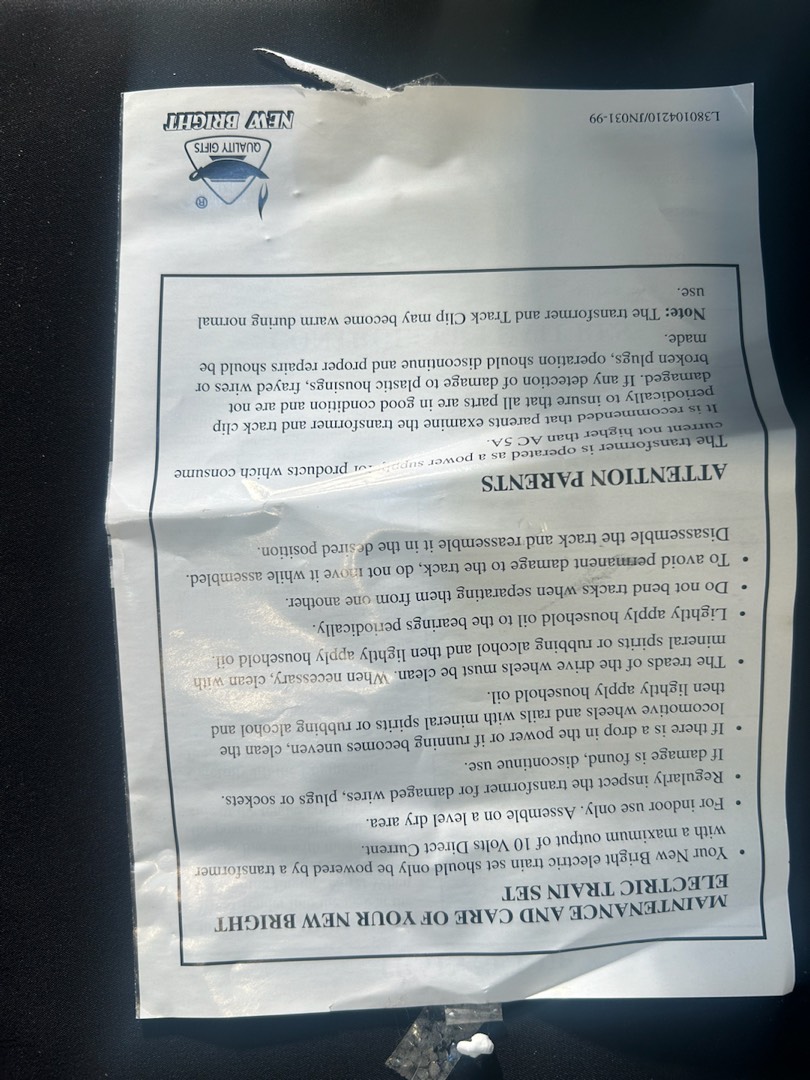 MAINTENANCE AND CARE OF YOUR NEW BRIGHT
ELECTRIC TRAIN SET
• Your New Bright electric train set should only be powered by a transformer
with a maximum output of 10 Volts Direct Current.
• For indoor use only. Assemble on a level dry area.
• Regularly inspect the transformer for damaged wires, plugs or sockets.
If damage is found, discontinue use.
• If there is a drop in the power or if running becomes uneven, clean the
locomotive wheels and rails with mineral spirits or rubbing alcohol and
then lightly apply household oil.
• The treads of the drive wheels must be clean. When necessary, clean with
mineral spirits or rubbing alcohol and then lightly apply household oil.
• Lightly apply household oil to the bearings periodically.
• Do not bend tracks when separating them from one another.
• To avoid permanent damage to the track, do not move it while assembled.
Disassemble the track and reassemble it in the desired position.
ATTENTION PARENTS
The transformer is operated as a power supply for products which consume
current not higher than AC 5A.
It is recommended that parents examine the transformer and track clip
periodically to insure that all parts are in good condition and are not
damaged. If any detection of damage to plastic housings, frayed wires or
broken plugs, operation should discontinue and proper repairs should be
made.
Note: The transformer and Track Clip may become warm during normal
use.
®
QUALITY GIFTS
NEW BRIGHT
L3801104210/JN031-99